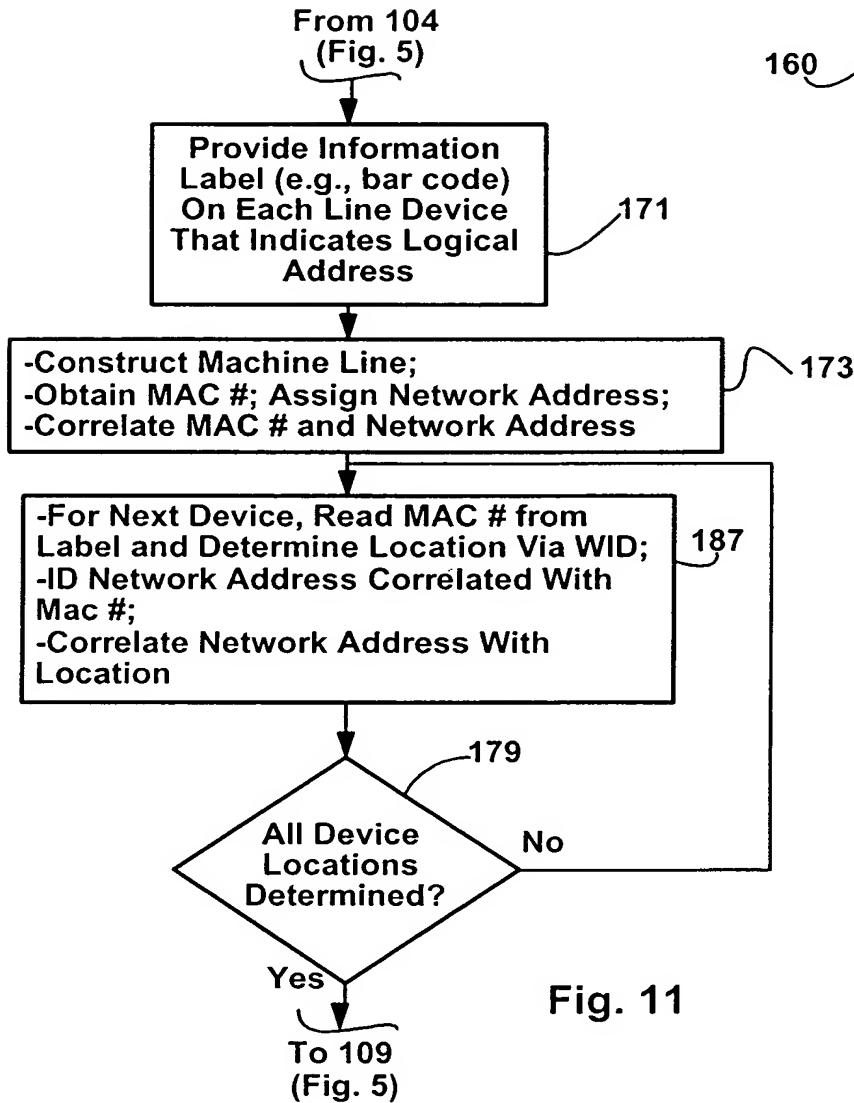 From 104
(Fig. 5)
160
Provide Information
Label (e.g., bar code)
On Each Line Device
That Indicates Logical
Address
171
-Construct Machine Line;
-Obtain MAC #; Assign Network Address;
-Correlate MAC # and Network Address
173
-For Next Device, Read MAC # from
Label and Determine Location Via WID;
-ID Network Address Correlated With
Mac #;
-Correlate Network Address With
Location
187
179
All Device
Locations
Determined?
No
Yes
Fig. 11
To 109
(Fig. 5)